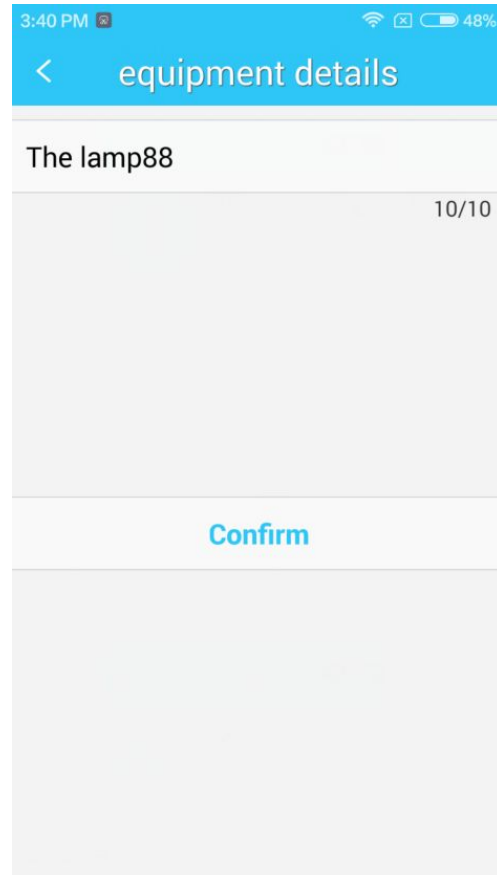 3:40 PM 48%
equipment details
The lamp88
10/10
Confirm